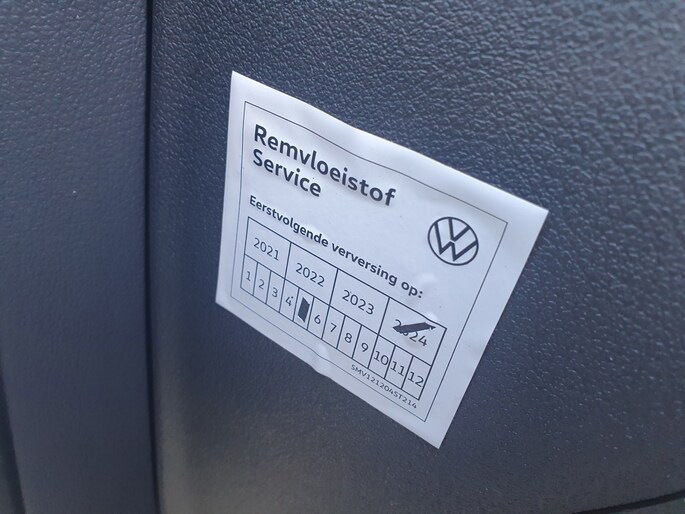 Remvloeistof
Service
Eerstvolgende verversing op:
2021 2022 2023 2024
1 2 3 4 6 7 8 9 10 11 12
5MV121204ST214